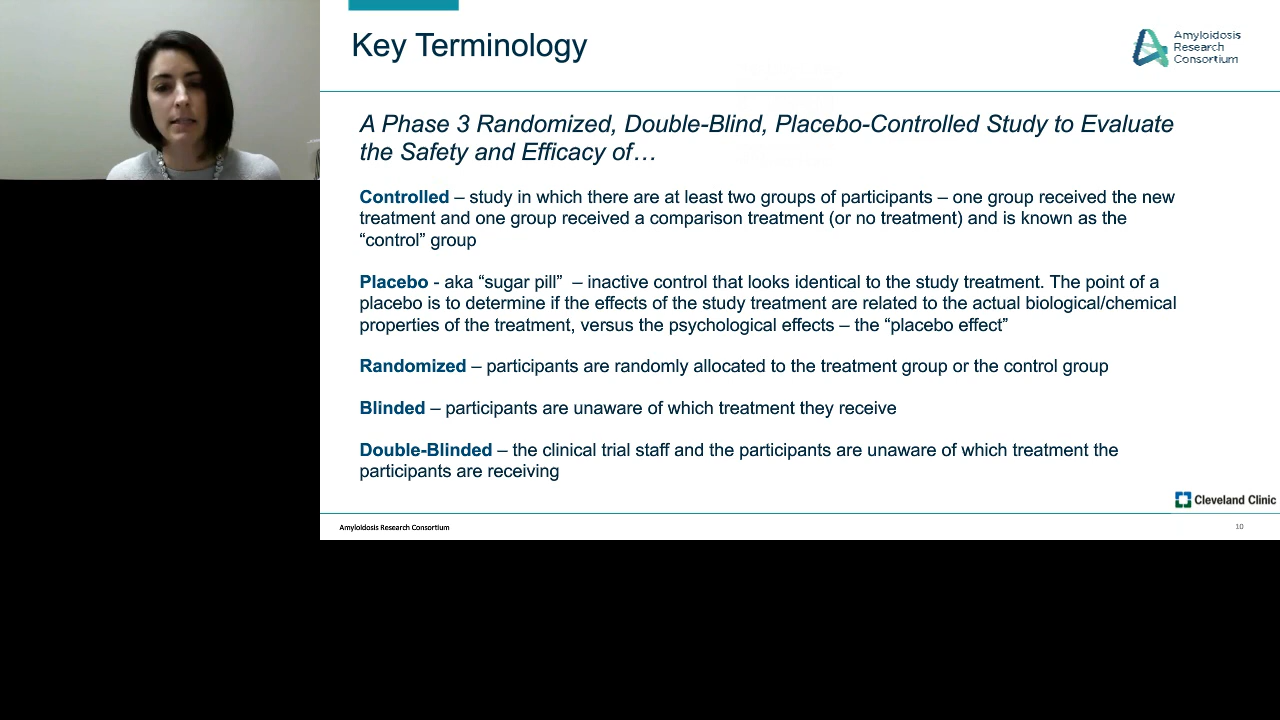 Key Terminology
Amyloidosis
Research
Consortium
A Phase 3 Randomized, Double-Blind, Placebo-Controlled Study to Evaluate
the Safety and Efficacy of…
Controlled – study in which there are at least two groups of participants – one group received the new
treatment and one group received a comparison treatment (or no treatment) and is known as the
“control” group
Placebo - aka “sugar pill”  – inactive control that looks identical to the study treatment. The point of a
placebo is to determine if the effects of the study treatment are related to the actual biological/chemical
properties of the treatment, versus the psychological effects – the “placebo effect”
Randomized – participants are randomly allocated to the treatment group or the control group
Blinded – participants are unaware of which treatment they receive
Double-Blinded – the clinical trial staff and the participants are unaware of which treatment the
participants are receiving
Cleveland Clinic
Amyloidosis Research Consortium
10